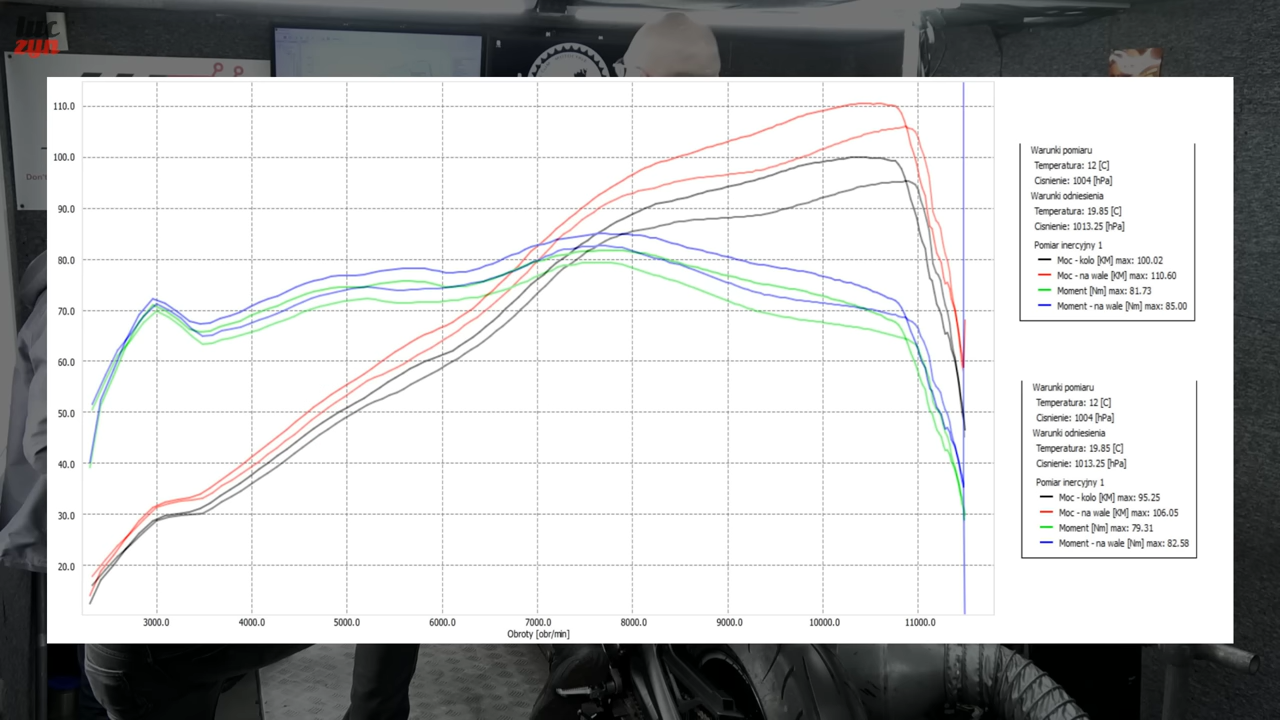 luc
zyn
Don't
110.0
100.0
90.0
80.0
70.0
60.0
50.0
40.0
30.0
20.0
3000.0
4000.0
5000.0
6000.0
7000.0
8000.0
9000.0
10000.0
11000.0
Obroty [obr/min]
Warunki pomiaru
Temperatura: 12 [C]
Cisnienie: 1004 [hPa]
Warunki odniesienia
Temperatura: 19.85 [C]
Cisnienie: 1013.25 [hPa]
Pomiar inercyjny 1
Moc - kolo [KM] max: 100.02
Moc - na wale [KM] max: 110.60
Moment [Nm] max: 81.73
Moment - na wale [Nm] max: 85.00
Warunki pomiaru
Temperatura: 12 [C]
Cisnienie: 1004 [hPa]
Warunki odniesienia
Temperatura: 19.85 [C]
Cisnienie: 1013.25 [hPa]
Pomiar inercyjny 1
Moc - kolo [KM] max: 95.25
Moc - na wale [KM] max: 106.05
Moment [Nm] max: 79.31
Moment - na wale [Nm] max: 82.58